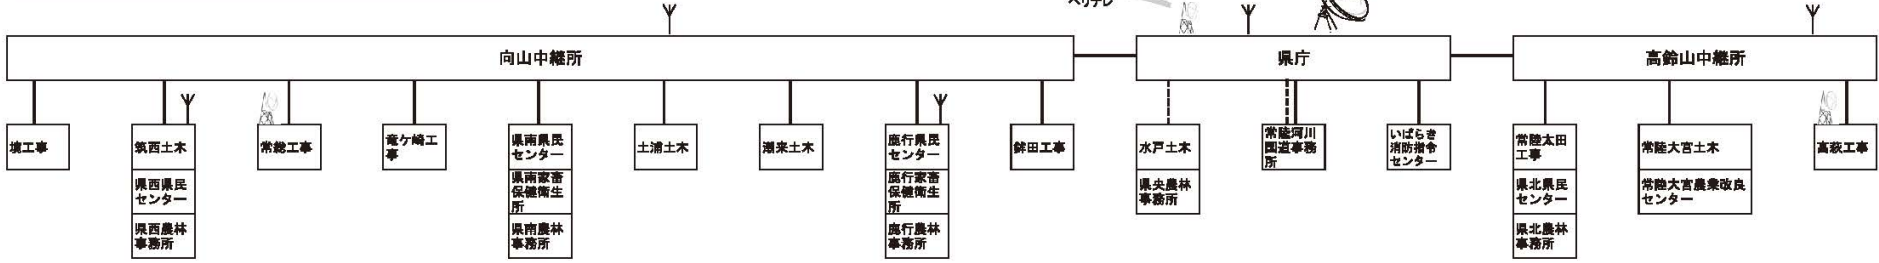 ヘリテレ
向山中継所
県庁
高鈴山中継所
境工事
筑西土木
県西県民
センター
県西農林
事務所
常総工事
竜ケ崎工
事
県南県民
センター
県南家畜
保健衛生
所
県南農林
事務所
土浦土木
潮来土木
鹿行県民
センター
鹿行家畜
保健衛生
所
鹿行農林
事務所
鉾田工事
水戸土木
県央農林
事務所
常陸河川
国道事務
所
いばらき
消防指令
センター
常陸太田
工事
県北県民
センター
県北農林
事務所
常陸大宮土木
常陸大宮農業改良
センター
高萩工事